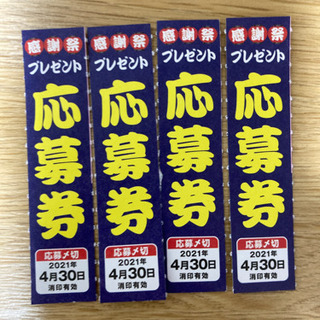 感謝祭
プレゼント
応募券
応募〆切
2021年
4月30日
消印有効
感謝祭
プレゼント
応募券
応募〆切
2021年
4月30日
消印有効
感謝祭
プレゼント
応募券
応募〆切
2021年
4月30日
消印有効
感謝祭
プレゼント
応募券
応募〆切
2021年
4月30日
消印有効